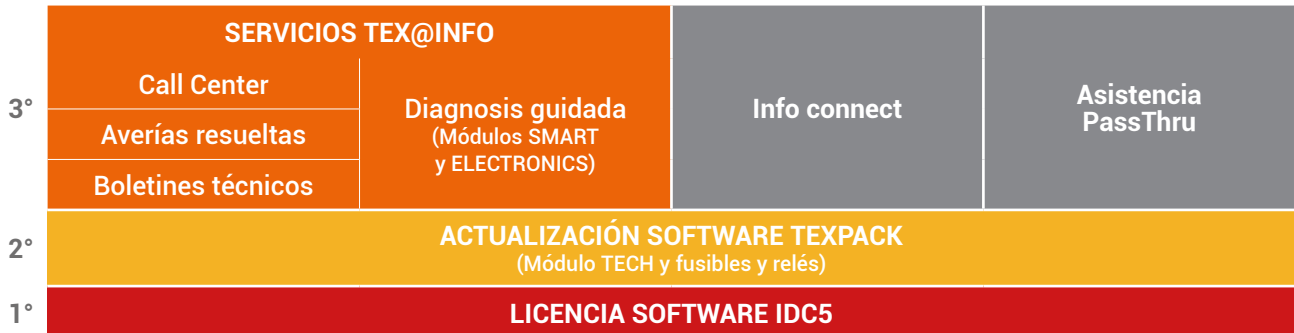 3°
SERVICIOS TEX@INFO
Call Center
Averías resueltas
Boletines técnicos
Diagnosis guidada
(Módulos SMART
y ELECTRONICS)
Info connect
Asistencia
PassThru
2°
ACTUALIZACIÓN SOFTWARE TEXPACK
(Módulo TECH y fusibles y relés)
1°
LICENCIA SOFTWARE IDC5